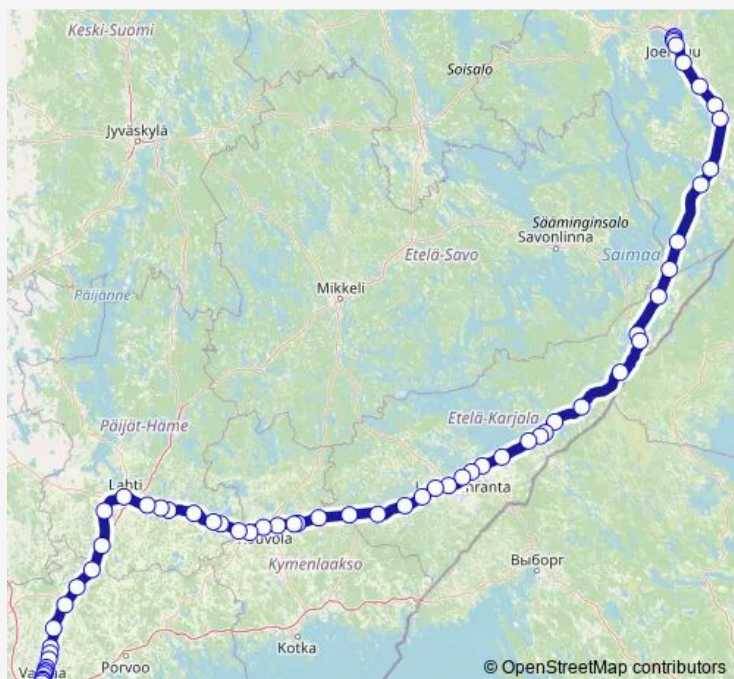 Keski-Suomi
Soisalo
Jyväskylä
Sääminginsalo
Savonlinna
Etelä-Savo
Saimaa
Mikkeli
Päijänne
Päijät-Häme
Etelä-Karjala
Lahti
Kymenlaakso
Выборг
Kotka
Porvoo
© OpenStreetMap contributors